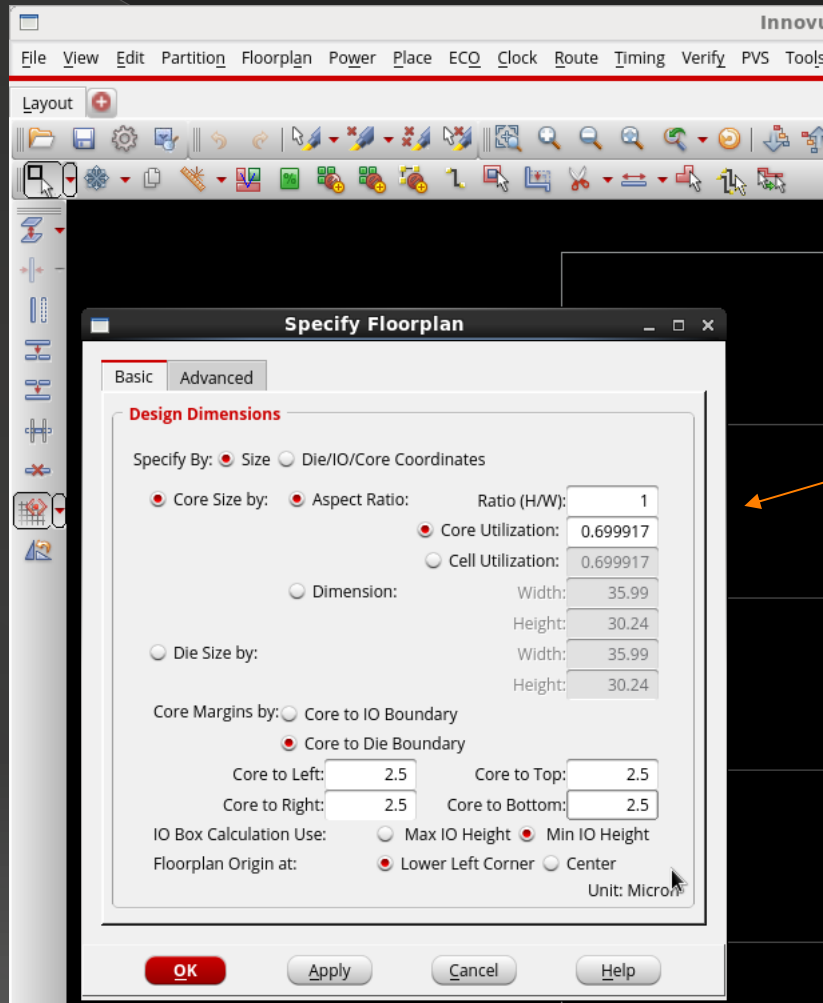 Innovu
File View Edit Partition Floorplan Power Place ECO Clock Route Timing Verify PVS Tools
Layout
Specify Floorplan
Basic Advanced
Design Dimensions
Specify By: Size Die/IO/Core Coordinates
Core Size by: Aspect Ratio: Ratio (H/W): 1
Core Utilization: 0.699917
Cell Utilization: 0.699917
Dimension: Width: 35.99
Height: 30.24
Die Size by: Width: 35.99
Height: 30.24
Core Margins by: Core to IO Boundary
Core to Die Boundary
Core to Left: 2.5 Core to Top: 2.5
Core to Right: 2.5 Core to Bottom: 2.5
IO Box Calculation Use: Max IO Height Min IO Height
Floorplan Origin at: Lower Left Corner Center
Unit: Micron
OK Apply Cancel Help